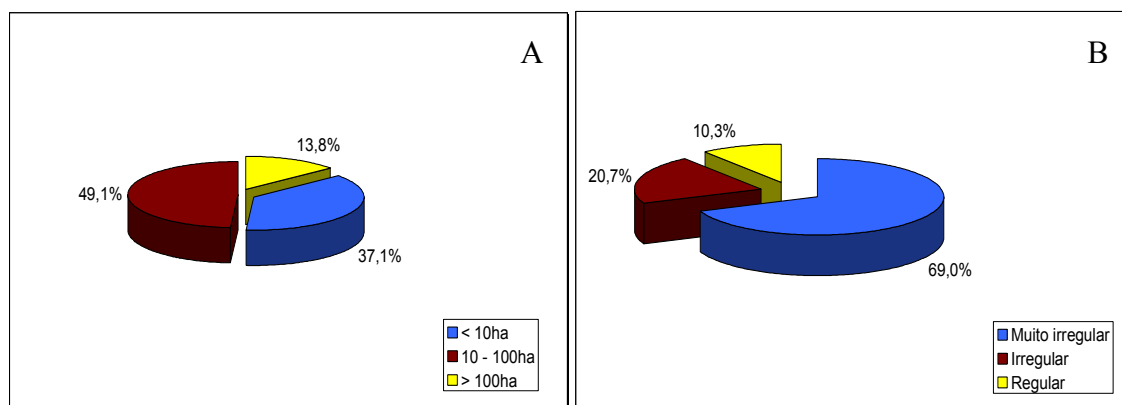 A
13,8%
49,1%
37,1%
< 10ha
10 - 100ha
> 100ha
B
10,3%
20,7%
69,0%
Muito irregular
Irregular
Regular